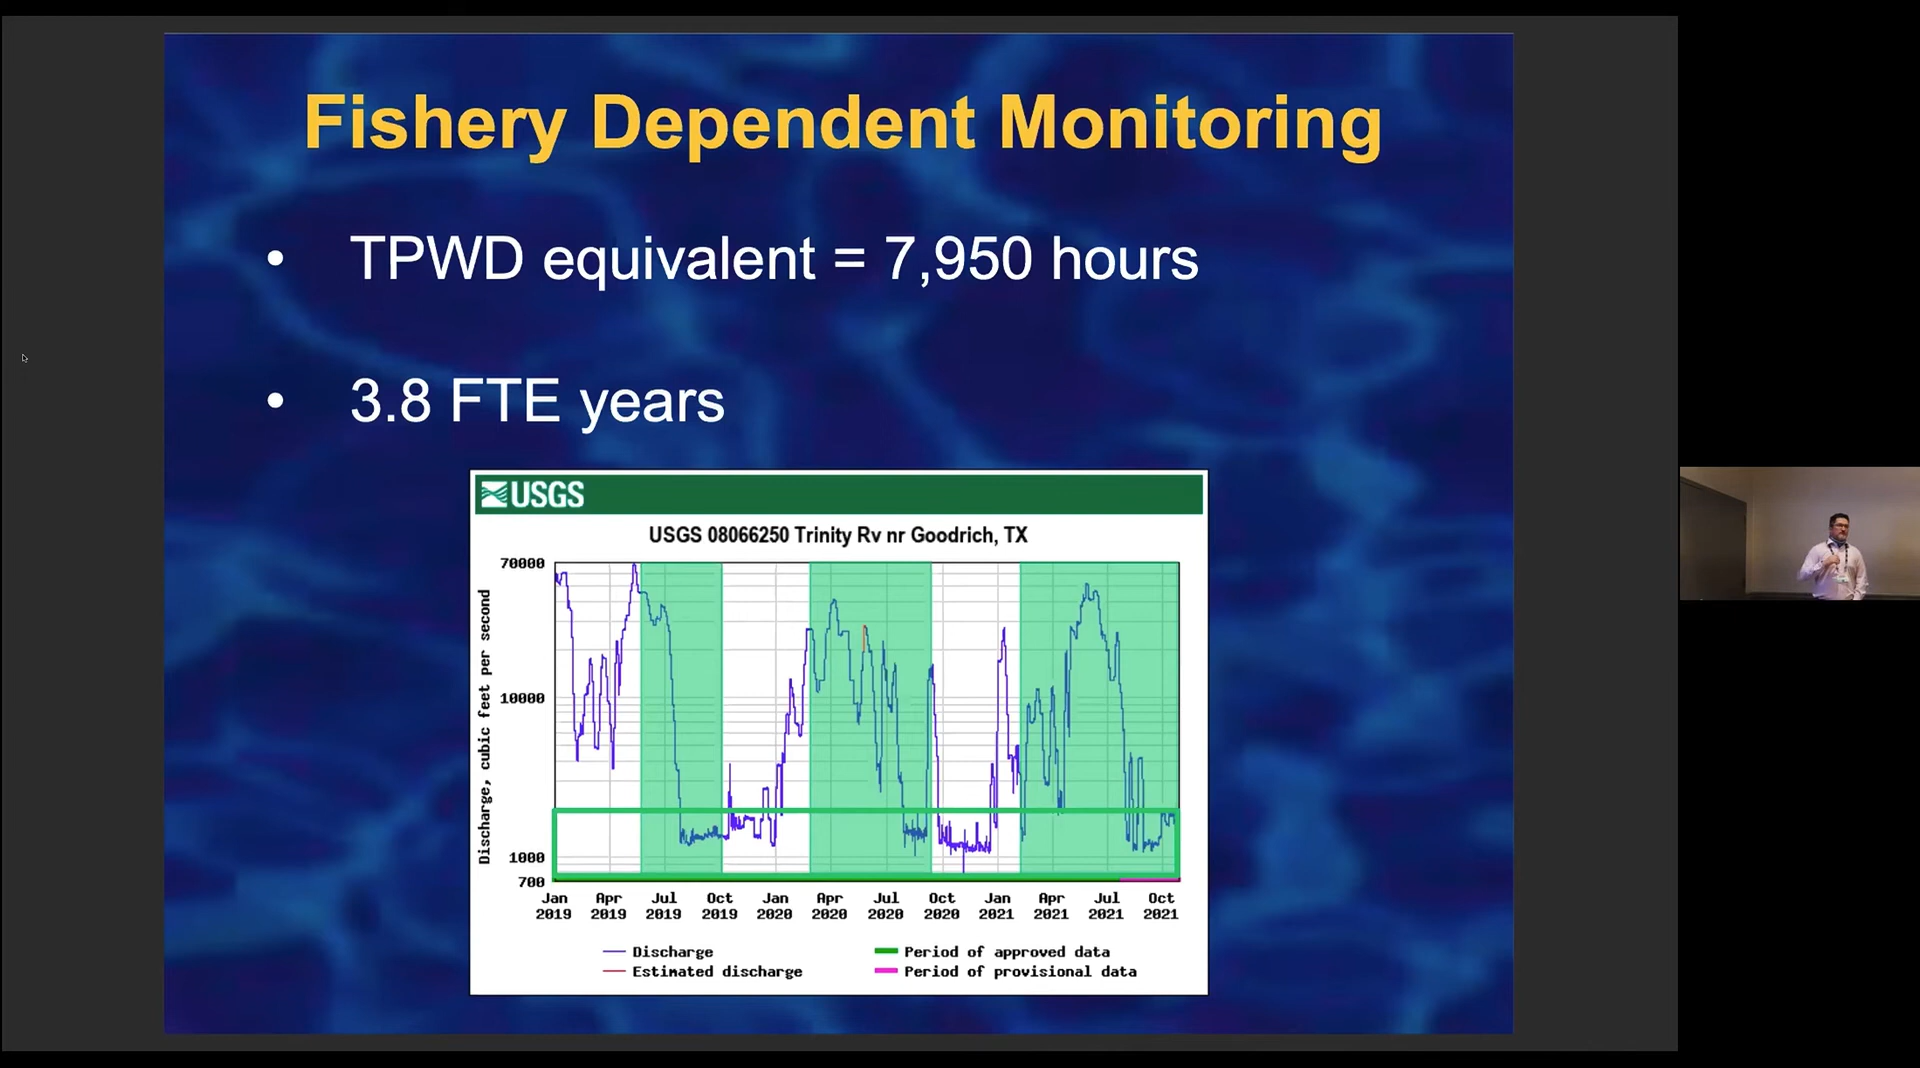 Fishery Dependent Monitoring
• TPWD equivalent = 7,950 hours
• 3.8 FTE years
USGS
USGS 08066250 Trinity Rv nr Goodrich, TX
Discharge, cubic feet per second
70000
10000
1000
700
Jan 2019
Apr 2019
Jul 2019
Oct 2019
Jan 2020
Apr 2020
Jul 2020
Oct 2020
Jan 2021
Apr 2021
Jul 2021
Oct 2021
Discharge
Estimated discharge
Period of approved data
Period of provisional data